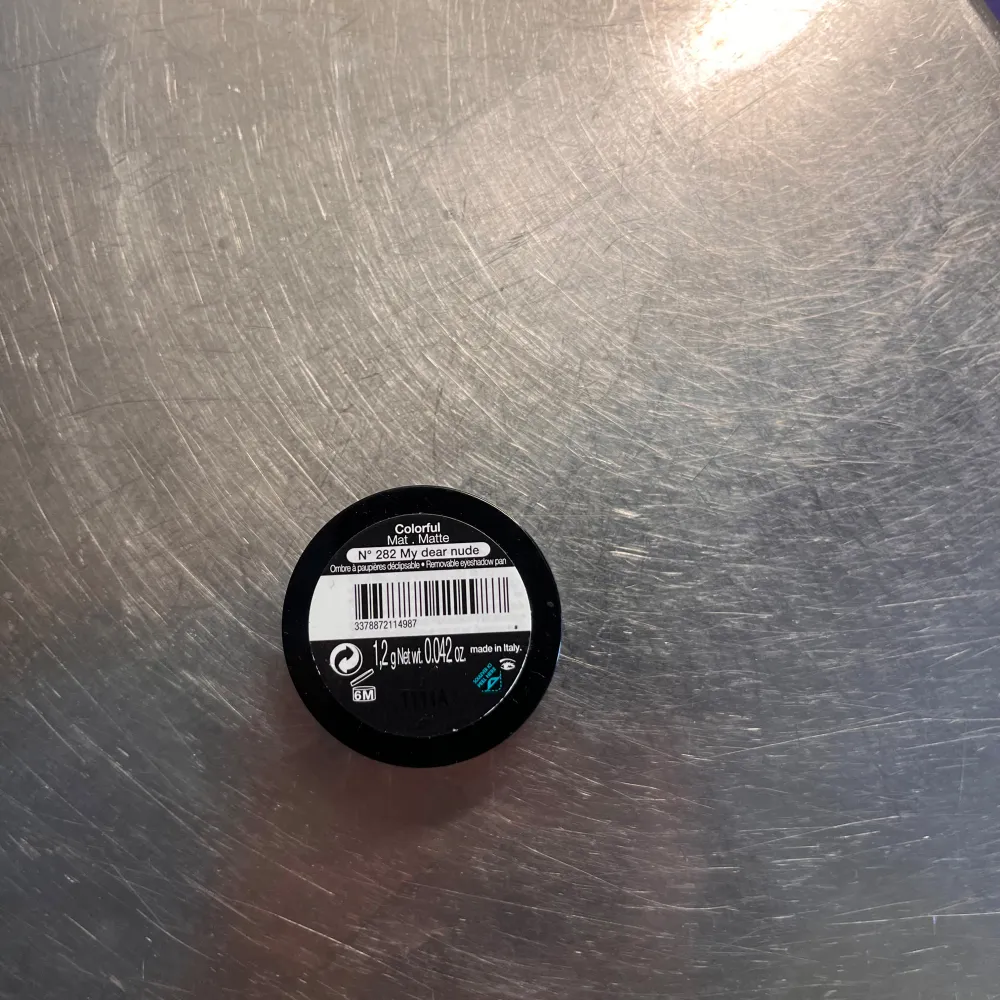 Colorful
Mat . Matte
N° 282 My dear nude
Ombre à paupières déclipsable • Removable eyeshadow pan
3378872114987
1,2 g Net wt. 0.042 oz. made in Italy.
6M